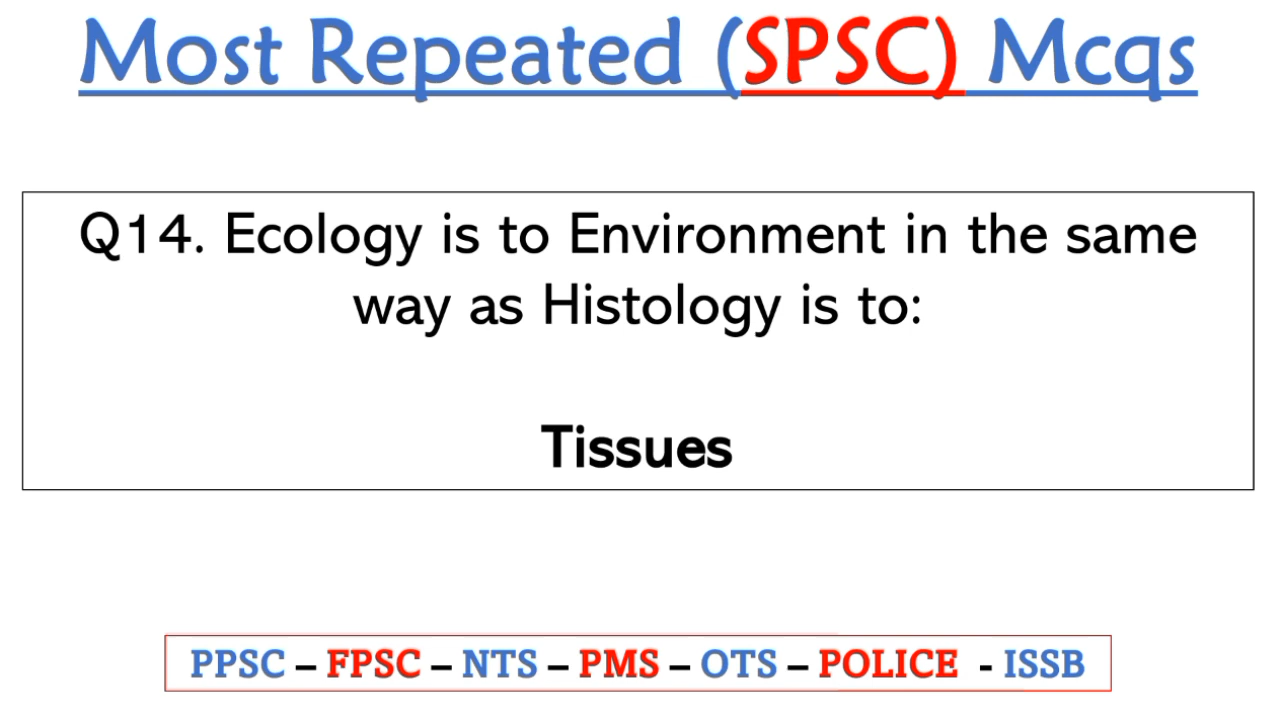 Most Repeated (SPSC) Mcqs
Q14. Ecology is to Environment in the same
way as Histology is to:
Tissues
PPSC – FPSC – NTS – PMS – OTS – POLICE - ISSB